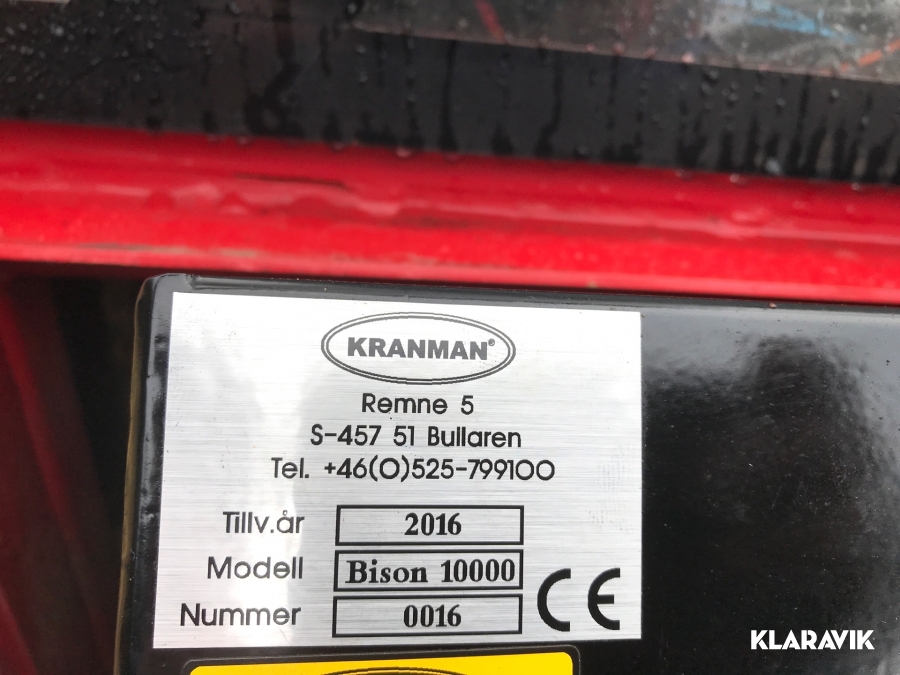 KRANMAN®
Remne 5
S-457 51 Bullaren
Tel. +46(0)525-799100
Tillv.år 2016
Modell Bison 10000
Nummer 0016
CE
KLARAVIK